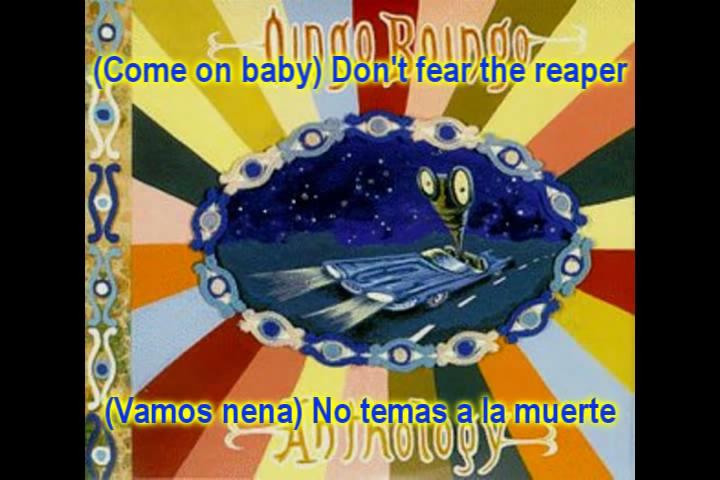 Oingo Boingo
(Come on baby) Don't fear the reaper
(Vamos nena) No temas a la muerte
Anthology